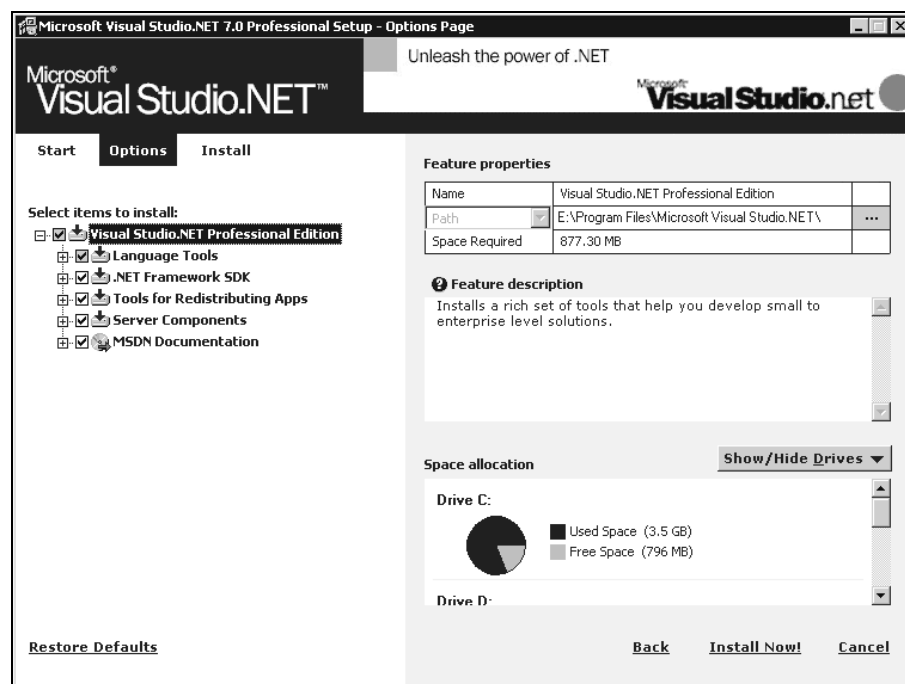 Microsoft Visual Studio.NET 7.0 Professional Setup - Options Page
Microsoft®
Visual Studio.NET™
Unleash the power of .NET
Microsoft®
Visual Studio.net
Start Options Install
Select items to install:
Visual Studio.NET Professional Edition
Language Tools
.NET Framework SDK
Tools for Redistributing Apps
Server Components
MSDN Documentation
Feature properties
Name Visual Studio.NET Professional Edition
Path E:\Program Files\Microsoft Visual Studio.NET\ ...
Space Required 877.30 MB
Feature description
Installs a rich set of tools that help you develop small to
enterprise level solutions.
Space allocation
Show/Hide Drives
Drive C:
Used Space (3.5 GB)
Free Space (796 MB)
Drive D:
Restore Defaults
Back Install Now! Cancel